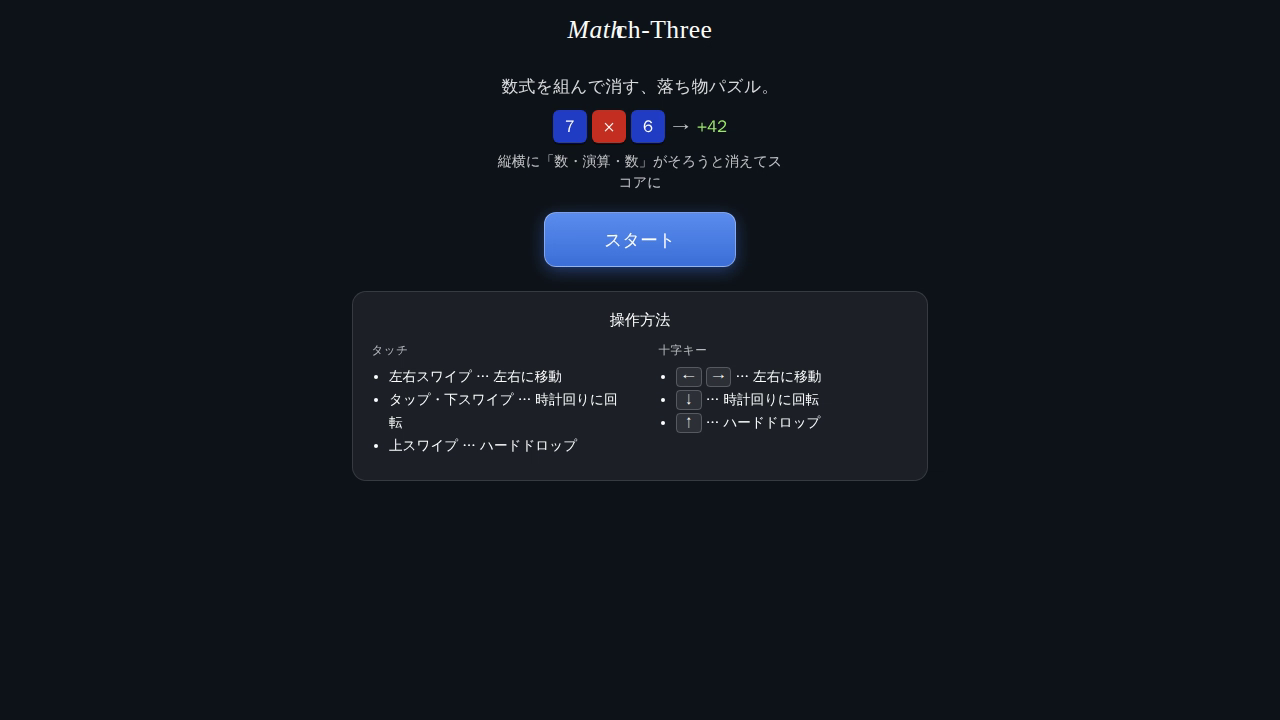 Mathch-Three
数式を組んで消す、落ち物パズル。
7 × 6 → +42
縦横に「数・演算・数」がそろうと消えてス
コアに
スタート
操作方法
タッチ
• 左右スワイプ … 左右に移動
• タップ・下スワイプ … 時計回りに回
転
• 上スワイプ … ハードドロップ
十字キー
• ← → … 左右に移動
• ↓ … 時計回りに回転
• ↑ … ハードドロップ